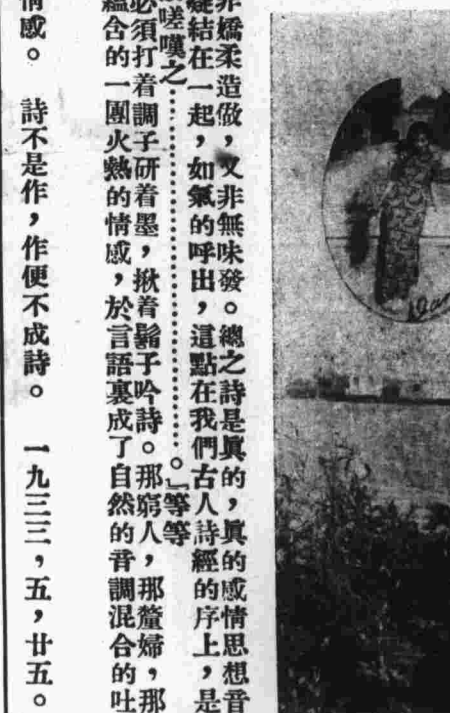 非嬌柔造做，又非無味發。總之詩是眞的，眞的感情思想音
結在一起，如氣的呼出，這點在我們古人詩經的序上，是
嗟嘆之…………………………。』等等
必須打着調子研着墨，揪着鬍子吟詩。那窮人，那釐婦，那
蘊含的一團火熱的情感，於言語裏成了自然的音調混合的吐
情感。　詩不是作，作便不成詩。　一九三三，五，廿五。